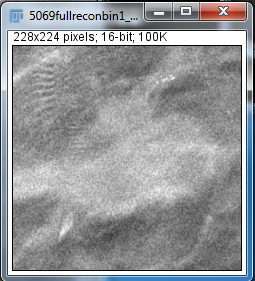 5069fullreconbin1_...
228x224 pixels; 16-bit; 100K